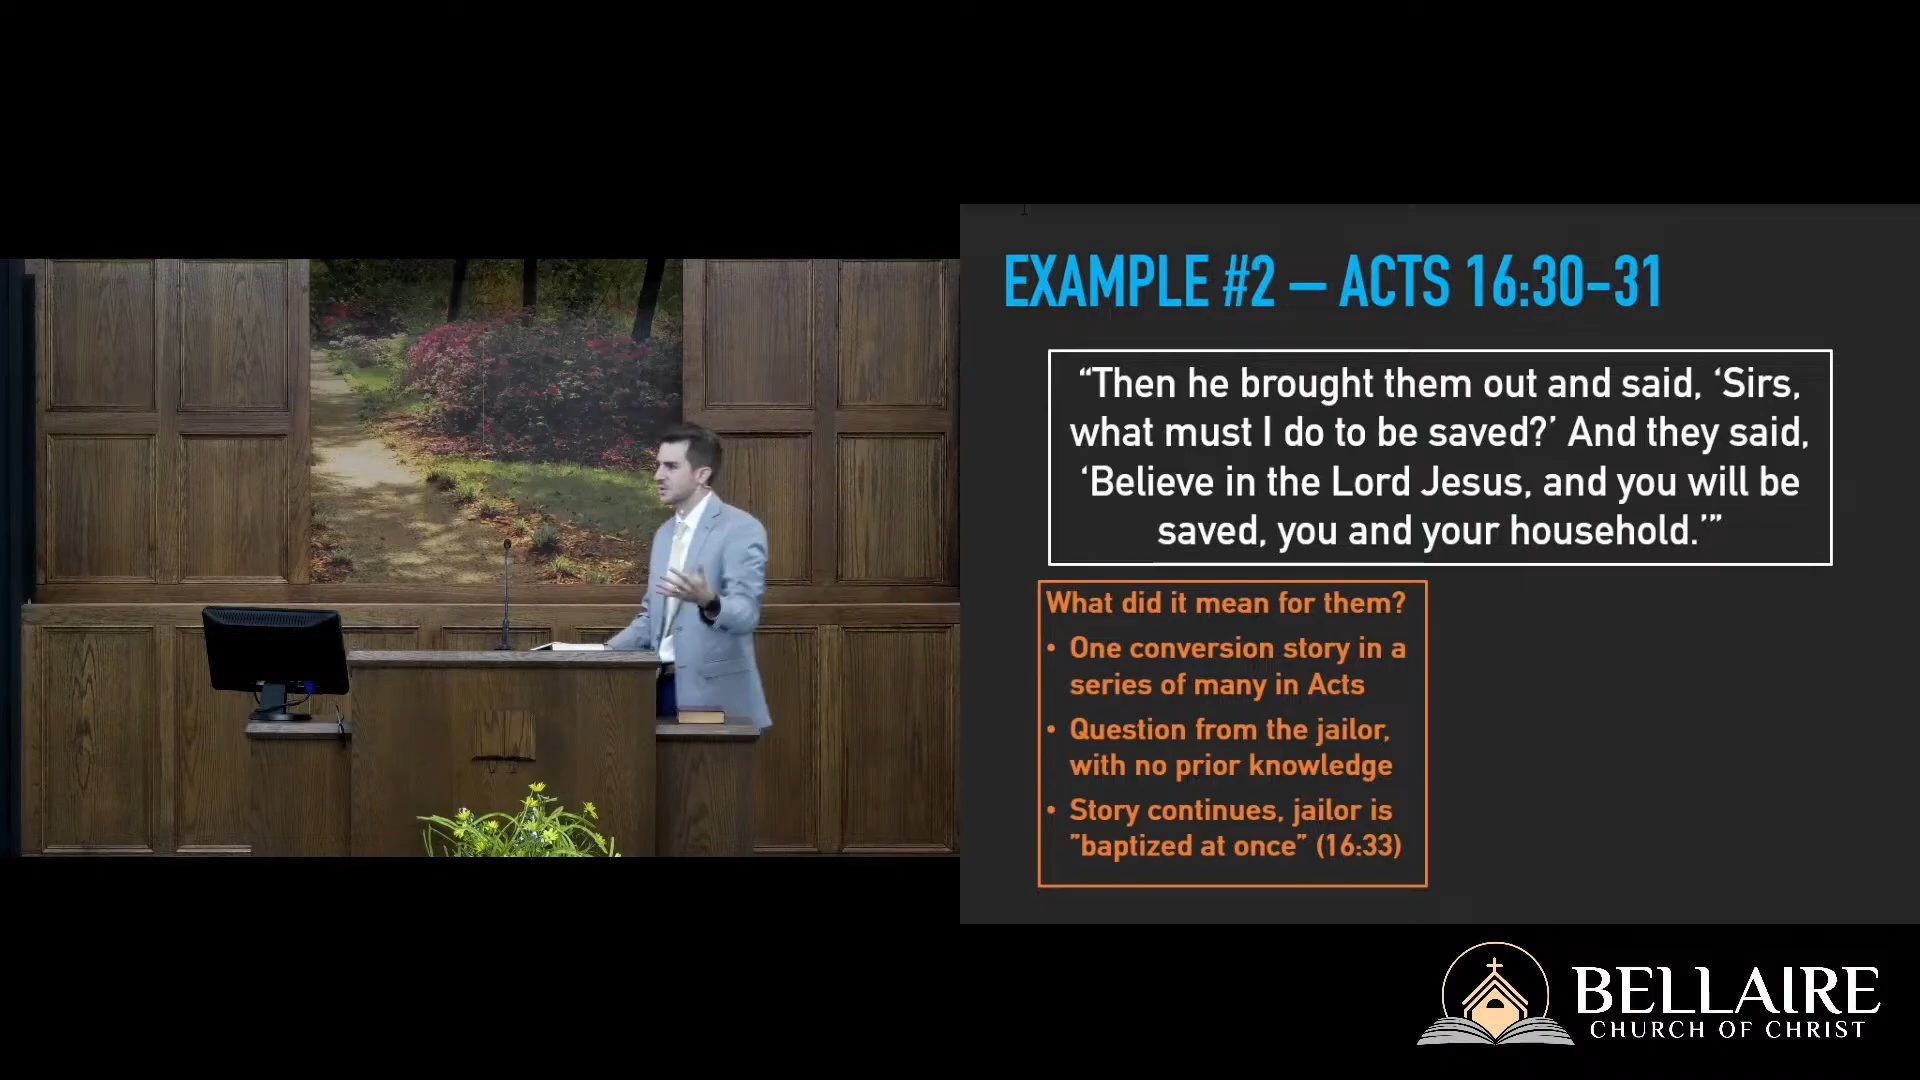 EXAMPLE #2 – ACTS 16:30-31
“Then he brought them out and said, ‘Sirs,
what must I do to be saved?’ And they said,
‘Believe in the Lord Jesus, and you will be
saved, you and your household.’”
What did it mean for them?
• One conversion story in a
series of many in Acts
• Question from the jailor,
with no prior knowledge
• Story continues, jailor is
”baptized at once” (16:33)
BELLAIRE
CHURCH OF CHRIST